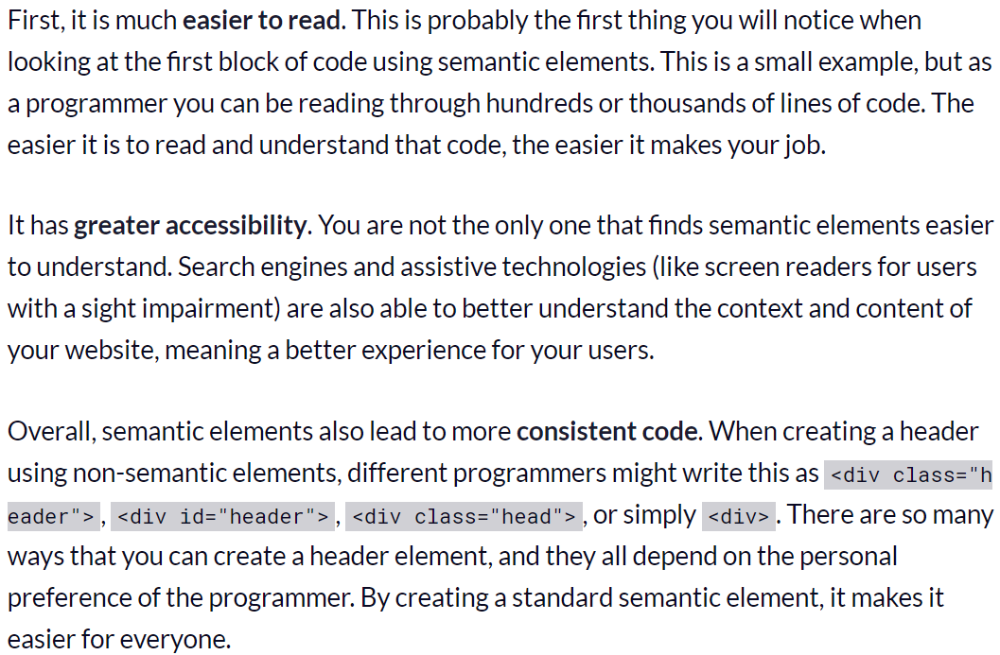 First, it is much easier to read. This is probably the first thing you will notice when
looking at the first block of code using semantic elements. This is a small example, but as
a programmer you can be reading through hundreds or thousands of lines of code. The
easier it is to read and understand that code, the easier it makes your job.
It has greater accessibility. You are not the only one that finds semantic elements easier
to understand. Search engines and assistive technologies (like screen readers for users
with a sight impairment) are also able to better understand the context and content of
your website, meaning a better experience for your users.
Overall, semantic elements also lead to more consistent code. When creating a header
using non-semantic elements, different programmers might write this as <div class="h
eader">, <div id="header">, <div class="head">, or simply <div>. There are so many
ways that you can create a header element, and they all depend on the personal
preference of the programmer. By creating a standard semantic element, it makes it
easier for everyone.